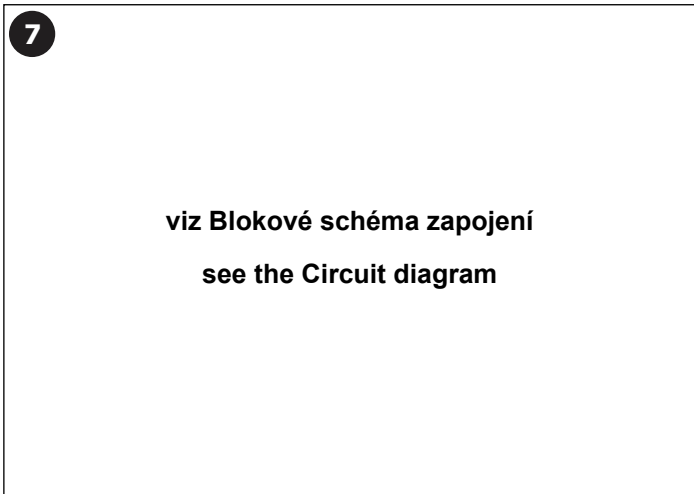 7
viz Blokové schéma zapojení
see the Circuit diagram